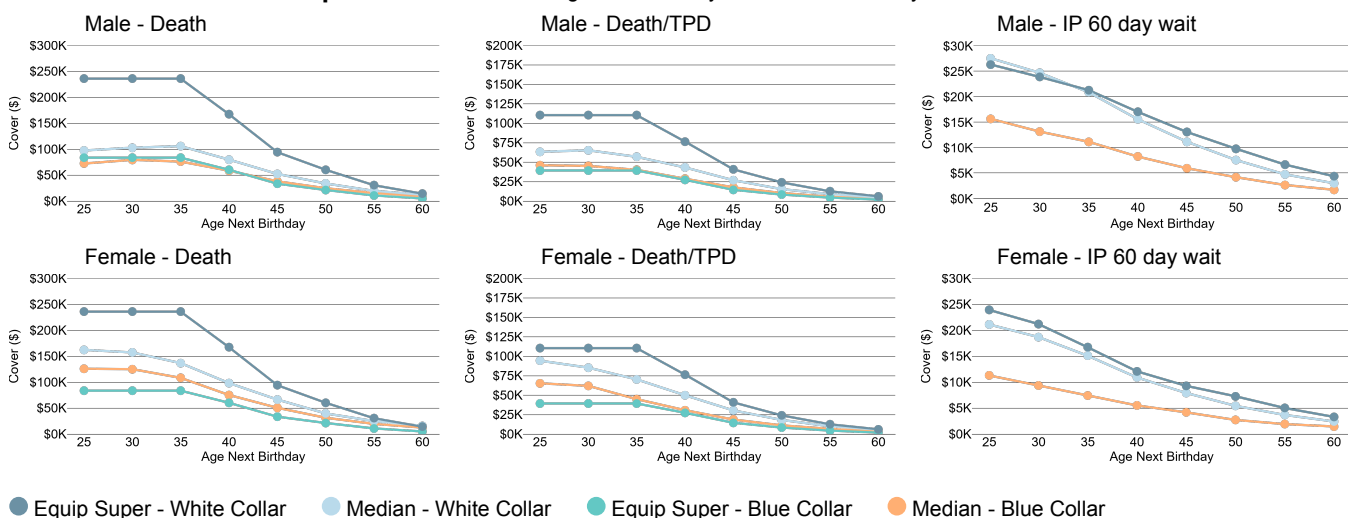 Male - Death
Male - Death/TPD
Male - IP 60 day wait
$300K
$250K
$200K
$150K
$100K
$50K
$0K
Cover ($)
25 30 35 40 45 50 55 60
Age Next Birthday
$200K
$175K
$150K
$125K
$100K
$75K
$50K
$25K
$0K
Cover ($)
25 30 35 40 45 50 55 60
Age Next Birthday
$30K
$25K
$20K
$15K
$10K
$5K
$0K
Cover ($)
25 30 35 40 45 50 55 60
Age Next Birthday
Female - Death
Female - Death/TPD
Female - IP 60 day wait
$300K
$250K
$200K
$150K
$100K
$50K
$0K
Cover ($)
25 30 35 40 45 50 55 60
Age Next Birthday
$200K
$175K
$150K
$125K
$100K
$75K
$50K
$25K
$0K
Cover ($)
25 30 35 40 45 50 55 60
Age Next Birthday
$30K
$25K
$20K
$15K
$10K
$5K
$0K
Cover ($)
25 30 35 40 45 50 55 60
Age Next Birthday
Equip Super - White Collar Median - White Collar Equip Super - Blue Collar Median - Blue Collar